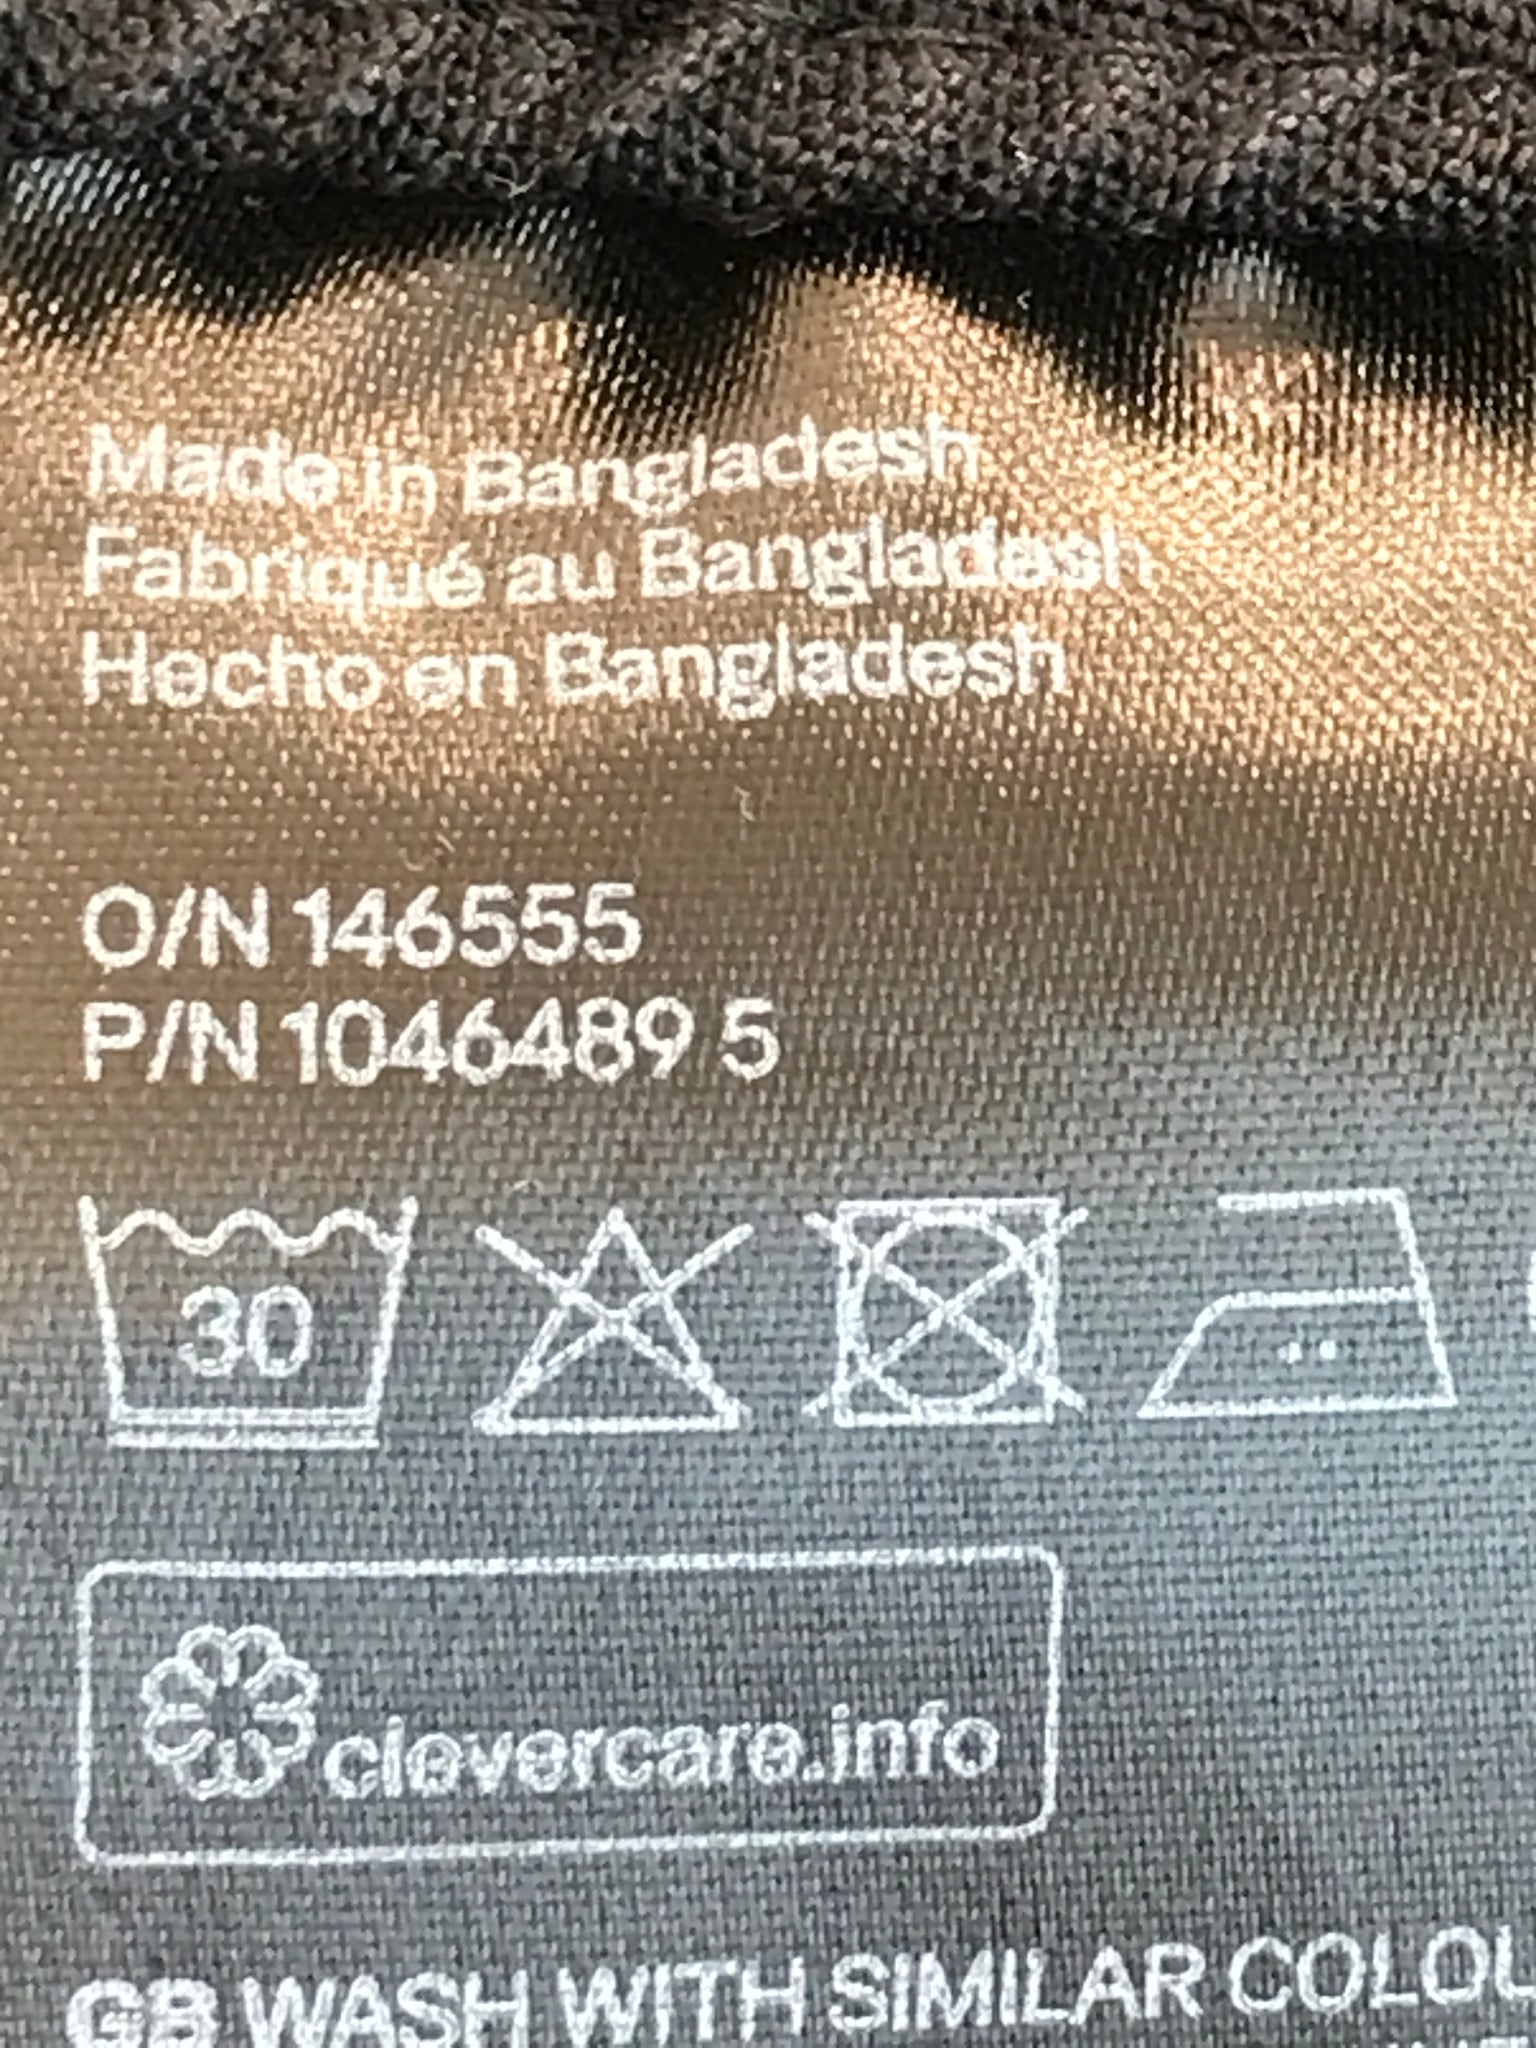 Made in Bangladesh
Fabriqué au Bangladesh
Hecho en Bangladesh
O/N 146555
P/N 1046489 5
30
clevercare.info
GB WASH WITH SIMILAR COLOU